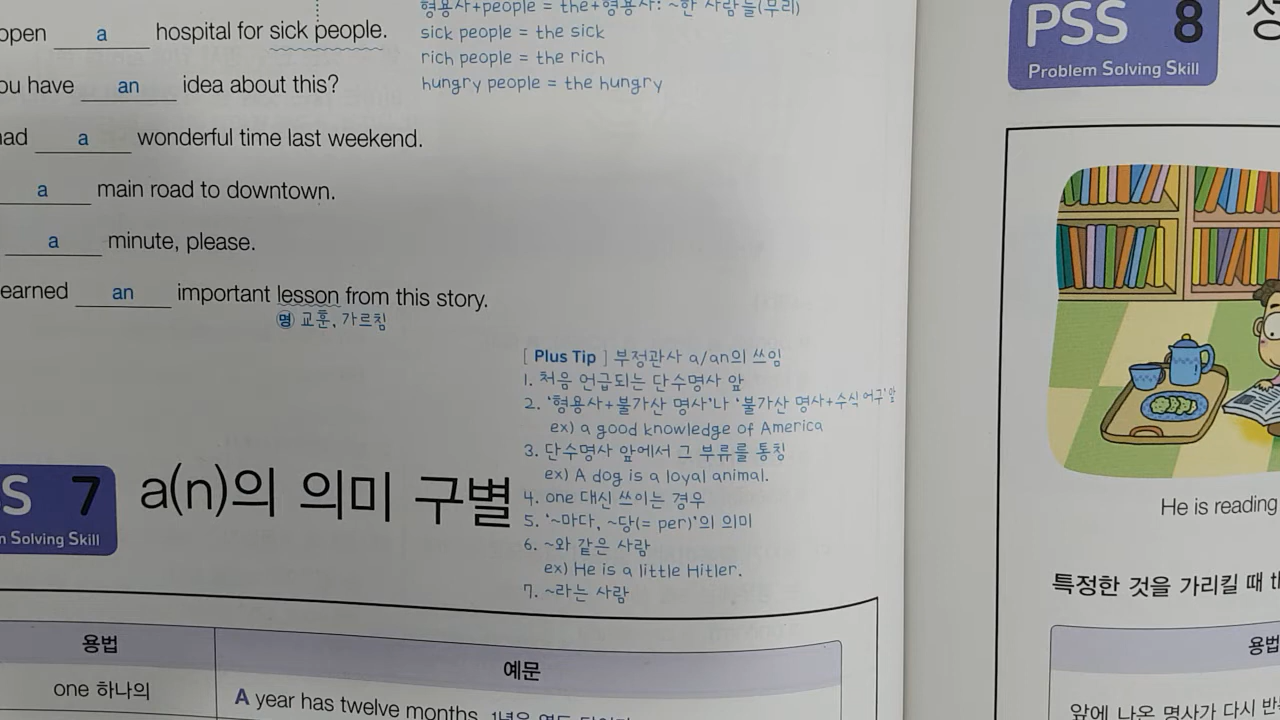 형용사+people = the+형용사: ~한 사람들(무리)
open a hospital for sick people.
sick people = the sick
rich people = the rich
have an idea about this?
hungry people = the hungry
a wonderful time last weekend.
a main road to downtown.
a minute, please.
an important lesson from this story.
명 교훈, 가르침
[ Plus Tip ] 부정관사 a/an의 쓰임
1. 처음 언급되는 단수명사 앞
2. '형용사+불가산 명사'나 '불가산 명사+수식어구'앞
ex) a good knowledge of America
3. 단수명사 앞에서 그 부류를 통칭
ex) A dog is a loyal animal.
4. one 대신 쓰이는 경우
5. '~마다, ~당(= per)'의 의미
6. ~와 같은 사람
ex) He is a little Hitler.
7. ~라는 사람
7 a(n)의 의미 구별
Solving Skill
용법 예문
one 하나의 A year has twelve months.
PSS 8
Problem Solving Skill
He is reading
특정한 것을 가리킬 때
용법
앞에 나온 명사가 다시